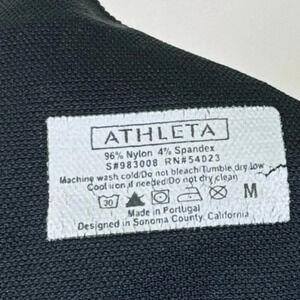 ATHLETA
96% Nylon 4% Spandex
S#983008 RN#54023
Machine wash cold/Do not bleach/Tumble dry low
Cool iron if needed/Do not dry clean
30 M
Made in Portugal
Designed in Sonoma County, California